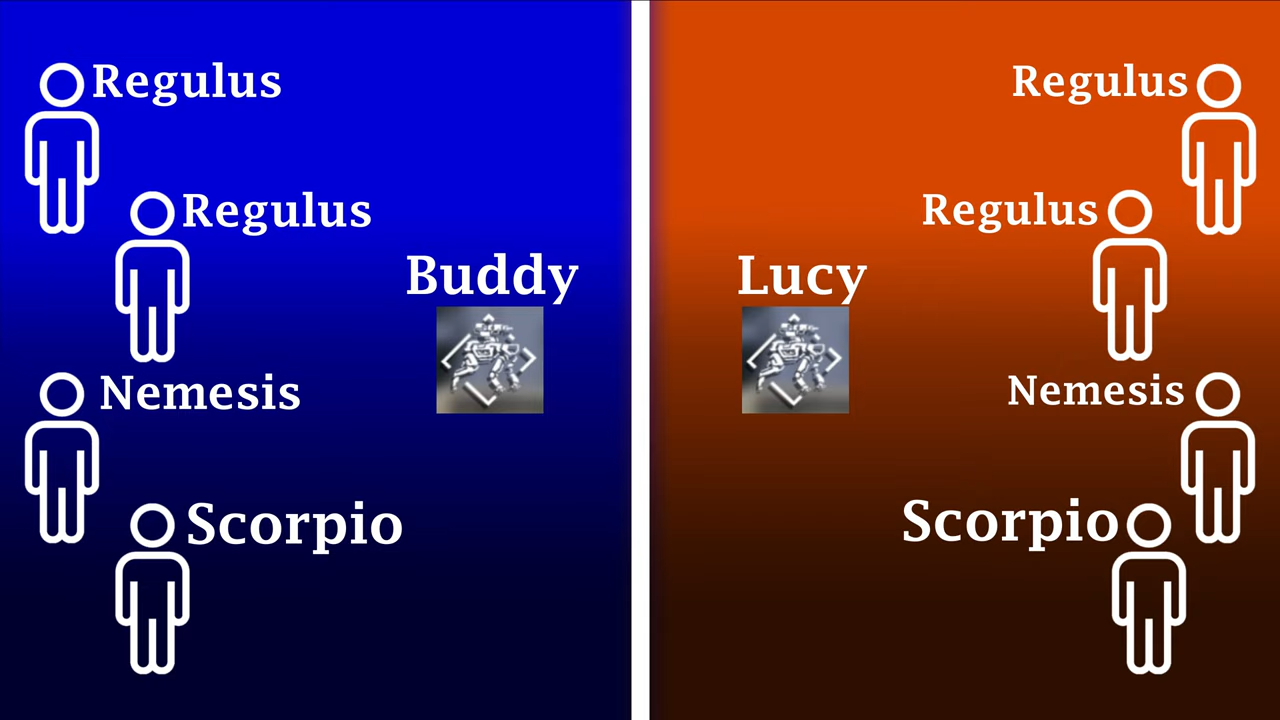 Regulus
Regulus
Buddy
Nemesis
Scorpio
Regulus
Regulus
Lucy
Nemesis
Scorpio